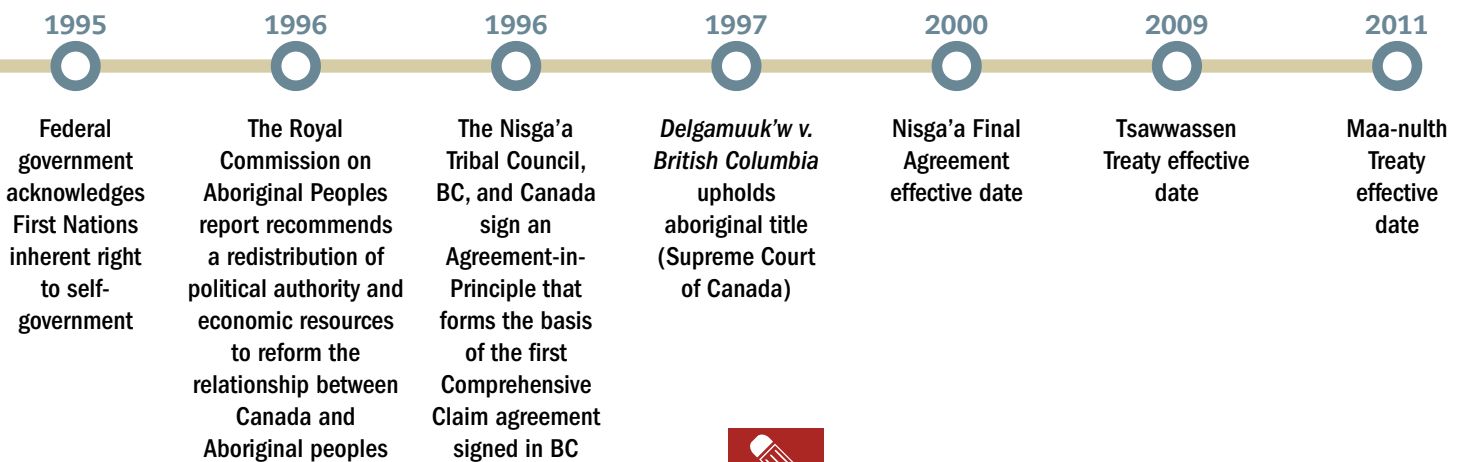 1995
Federal
government
acknowledges
First Nations
inherent right
to self-
government
1996
The Royal
Commission on
Aboriginal Peoples
report recommends
a redistribution of
political authority and
economic resources
to reform the
relationship between
Canada and
Aboriginal peoples
1996
The Nisga’a
Tribal Council,
BC, and Canada
sign an
Agreement-in-
Principle that
forms the basis
of the first
Comprehensive
Claim agreement
signed in BC
1997
Delgamuuk’w v.
British Columbia
upholds
aboriginal title
(Supreme Court
of Canada)
2000
Nisga’a Final
Agreement
effective date
2009
Tsawwassen
Treaty effective
date
2011
Maa-nulth
Treaty
effective
date